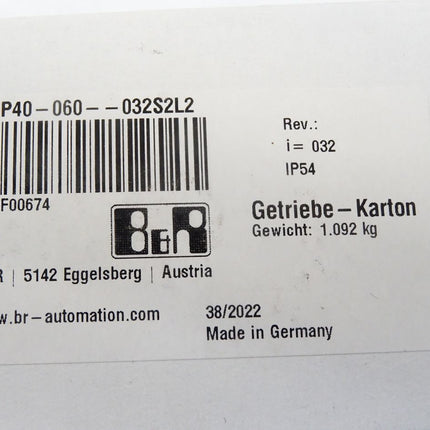 P40-060--032S2L2
Rev.:
i= 032
IP54
F00674
B&R
Getriebe-Karton
Gewicht: 1.092 kg
R | 5142 Eggelsberg | Austria
w.br-automation.com
38/2022
Made in Germany